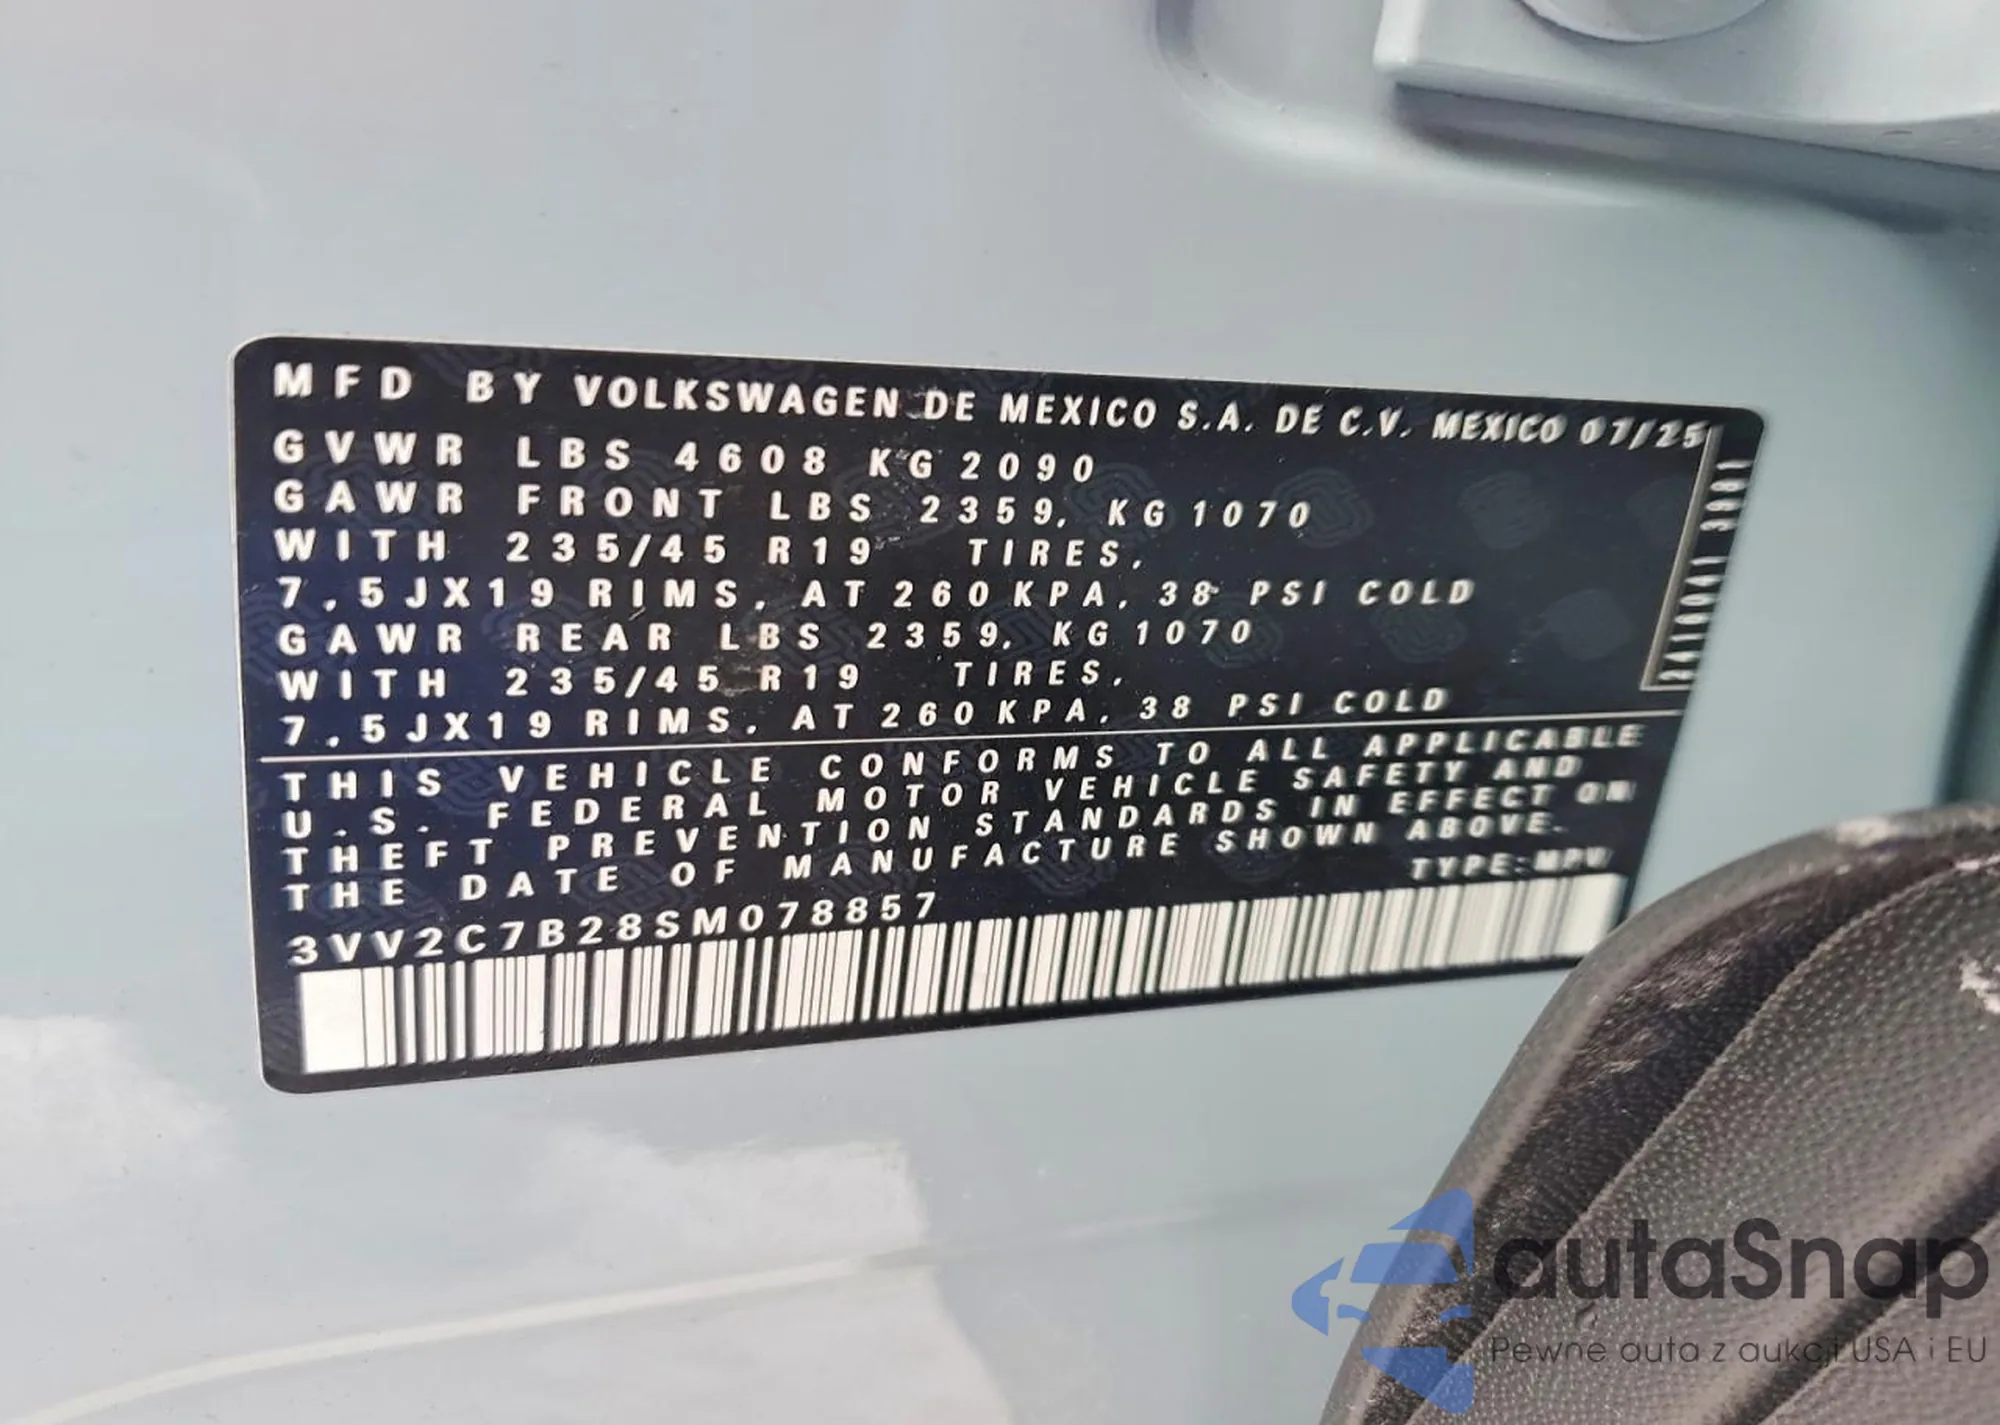 MFD BY VOLKSWAGEN DE MEXICO S.A. DE C.V. MEXICO 07/25
GVWR LBS 4608 KG 2090
GAWR FRONT LBS 2359, KG 1070
WITH 235/45 R19 TIRES,
7,5JX19 RIMS, AT 260 KPA, 38 PSI COLD
GAWR REAR LBS 2359, KG 1070
WITH 235/45 R19 TIRES,
7,5JX19 RIMS, AT 260 KPA, 38 PSI COLD
THIS VEHICLE CONFORMS TO ALL APPLICABLE
U.S. FEDERAL MOTOR VEHICLE SAFETY AND
THEFT PREVENTION STANDARDS IN EFFECT ON
THE DATE OF MANUFACTURE SHOWN ABOVE.
TYPE: MPV
3VV2C7B28SM078857
autaSnap
Pewne auta z aukcji USA i EU